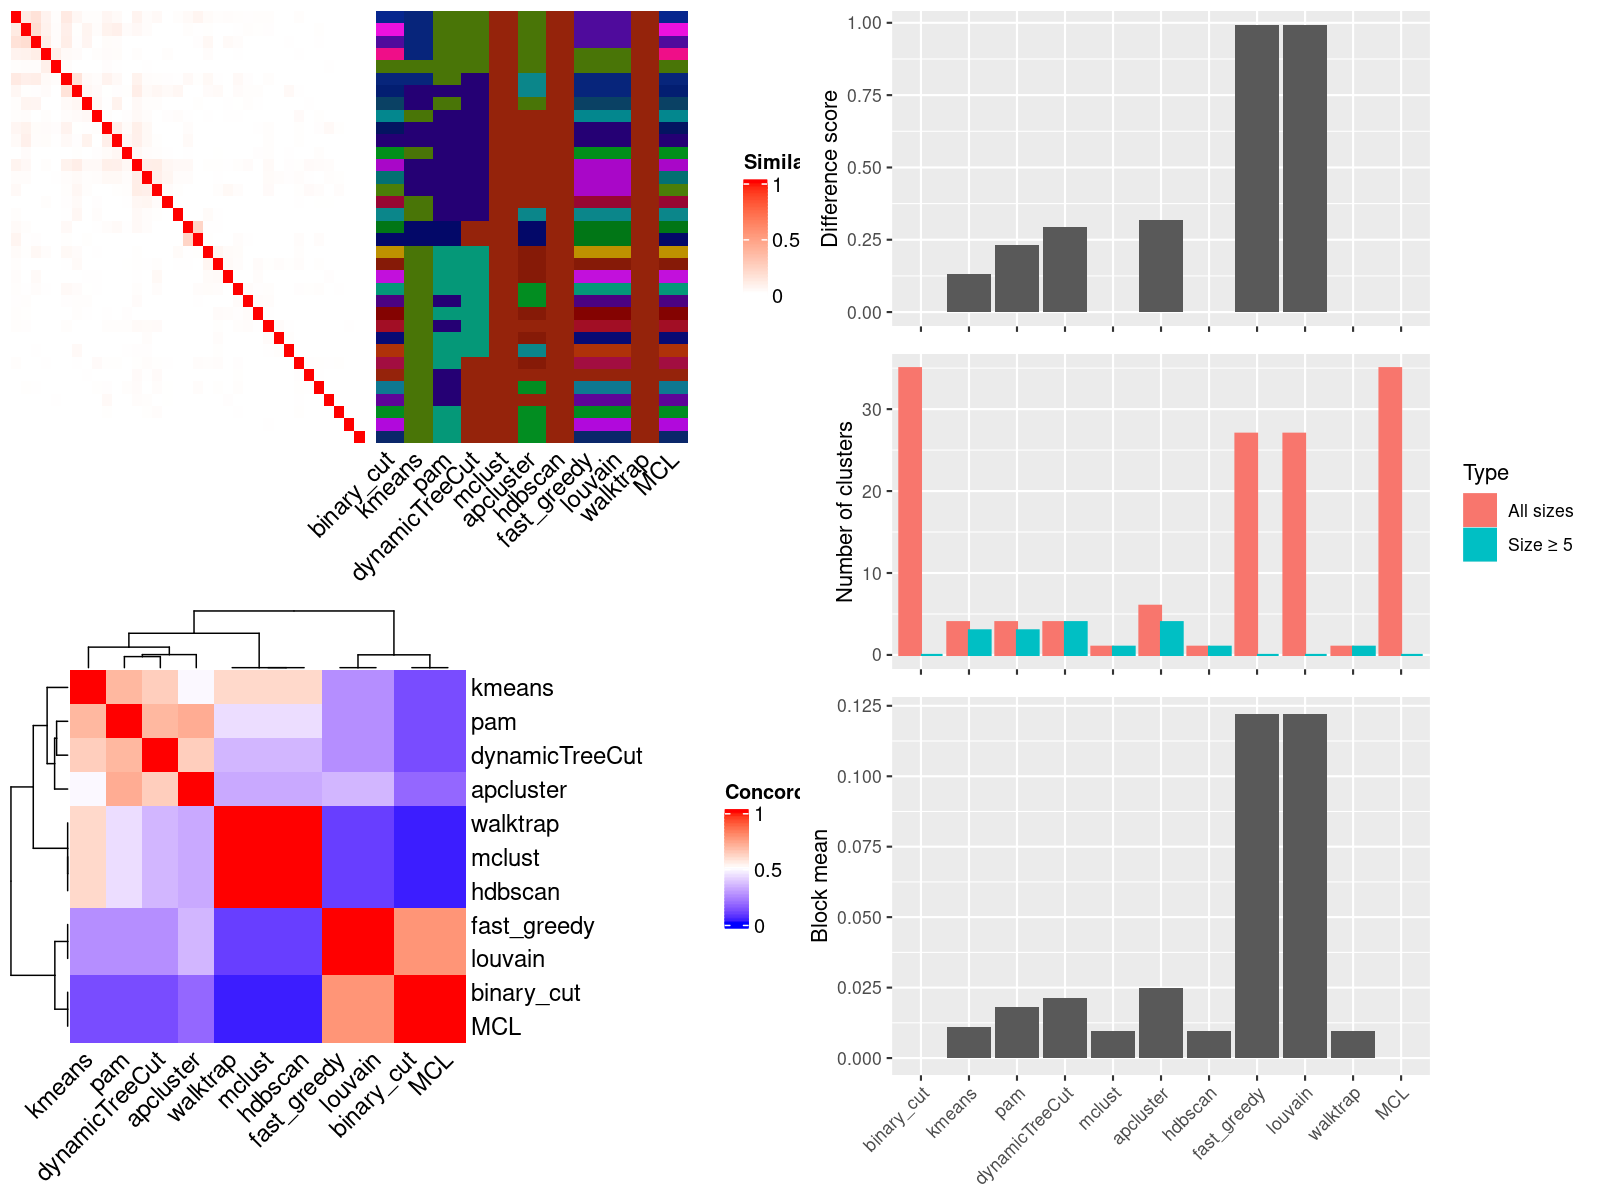 Simila
1
0.5
0
binary_cut
kmeans
pam
dynamicTreeCut
mclust
apcluster
hdbscan
fast_greedy
louvain
walktrap
MCL
kmeans
pam
dynamicTreeCut
apcluster
walktrap
mclust
hdbscan
fast_greedy
louvain
binary_cut
MCL
Concord
1
0.5
0
kmeans
pam
dynamicTreeCut
apcluster
walktrap
mclust
hdbscan
fast_greedy
louvain
binary_cut
MCL
Difference score
1.00
0.75
0.50
0.25
0.00
Number of clusters
30
20
10
0
Type
All sizes
Size ≥ 5
Block mean
0.125
0.100
0.075
0.050
0.025
0.000
binary_cut
kmeans
pam
dynamicTreeCut
mclust
apcluster
hdbscan
fast_greedy
louvain
walktrap
MCL